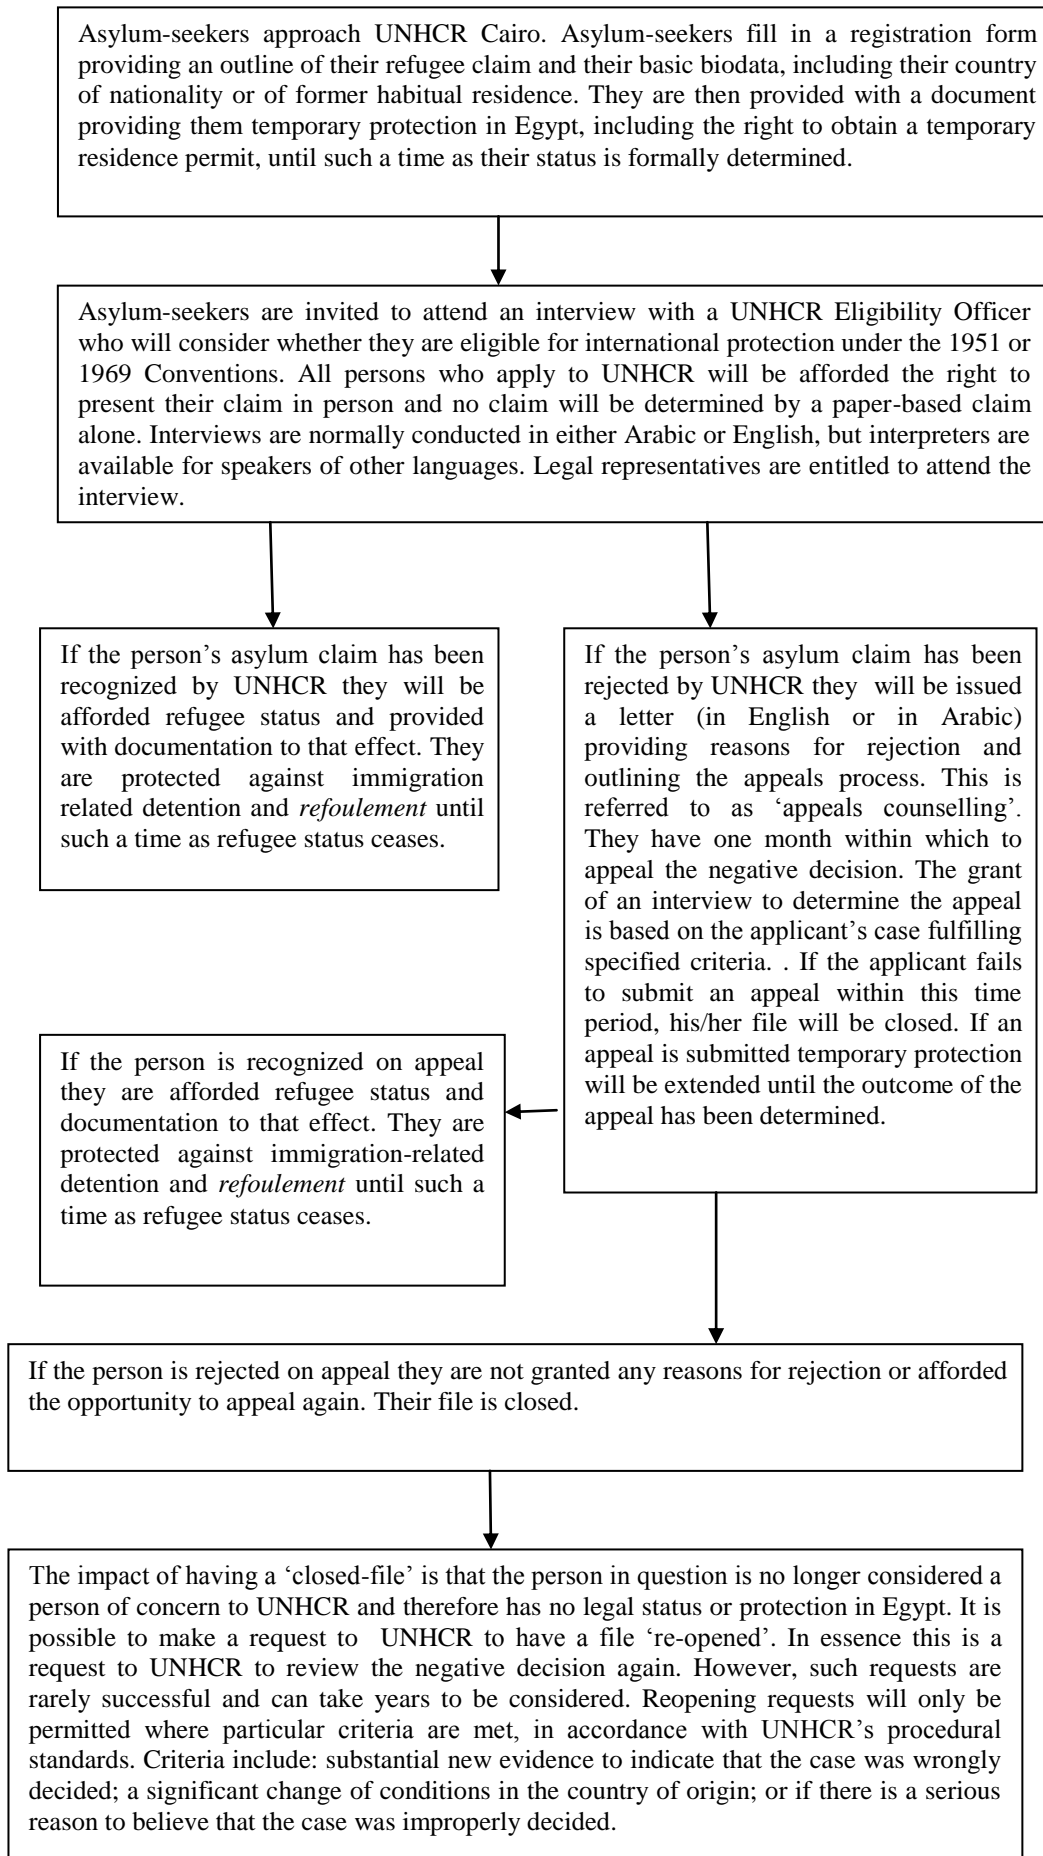 Asylum-seekers approach UNHCR Cairo. Asylum-seekers fill in a registration form
providing an outline of their refugee claim and their basic biodata, including their country
of nationality or of former habitual residence. They are then provided with a document
providing them temporary protection in Egypt, including the right to obtain a temporary
residence permit, until such a time as their status is formally determined.
Asylum-seekers are invited to attend an interview with a UNHCR Eligibility Officer
who will consider whether they are eligible for international protection under the 1951 or
1969 Conventions. All persons who apply to UNHCR will be afforded the right to
present their claim in person and no claim will be determined by a paper-based claim
alone. Interviews are normally conducted in either Arabic or English, but interpreters are
available for speakers of other languages. Legal representatives are entitled to attend the
interview.
If the person’s asylum claim has been
recognized by UNHCR they will be
afforded refugee status and provided
with documentation to that effect. They
are protected against immigration
related detention and refoulement until
such a time as refugee status ceases.
If the person’s asylum claim has been
rejected by UNHCR they will be issued
a letter (in English or in Arabic)
providing reasons for rejection and
outlining the appeals process. This is
referred to as ‘appeals counselling’.
They have one month within which to
appeal the negative decision. The grant
of an interview to determine the appeal
is based on the applicant’s case fulfilling
specified criteria. . If the applicant fails
to submit an appeal within this time
period, his/her file will be closed. If an
appeal is submitted temporary protection
will be extended until the outcome of the
appeal has been determined.
If the person is recognized on appeal
they are afforded refugee status and
documentation to that effect. They are
protected against immigration-related
detention and refoulement until such a
time as refugee status ceases.
If the person is rejected on appeal they are not granted any reasons for rejection or afforded
the opportunity to appeal again. Their file is closed.
The impact of having a ‘closed-file’ is that the person in question is no longer considered a
person of concern to UNHCR and therefore has no legal status or protection in Egypt. It is
possible to make a request to UNHCR to have a file ‘re-opened’. In essence this is a
request to UNHCR to review the negative decision again. However, such requests are
rarely successful and can take years to be considered. Reopening requests will only be
permitted where particular criteria are met, in accordance with UNHCR’s procedural
standards. Criteria include: substantial new evidence to indicate that the case was wrongly
decided; a significant change of conditions in the country of origin; or if there is a serious
reason to believe that the case was improperly decided.